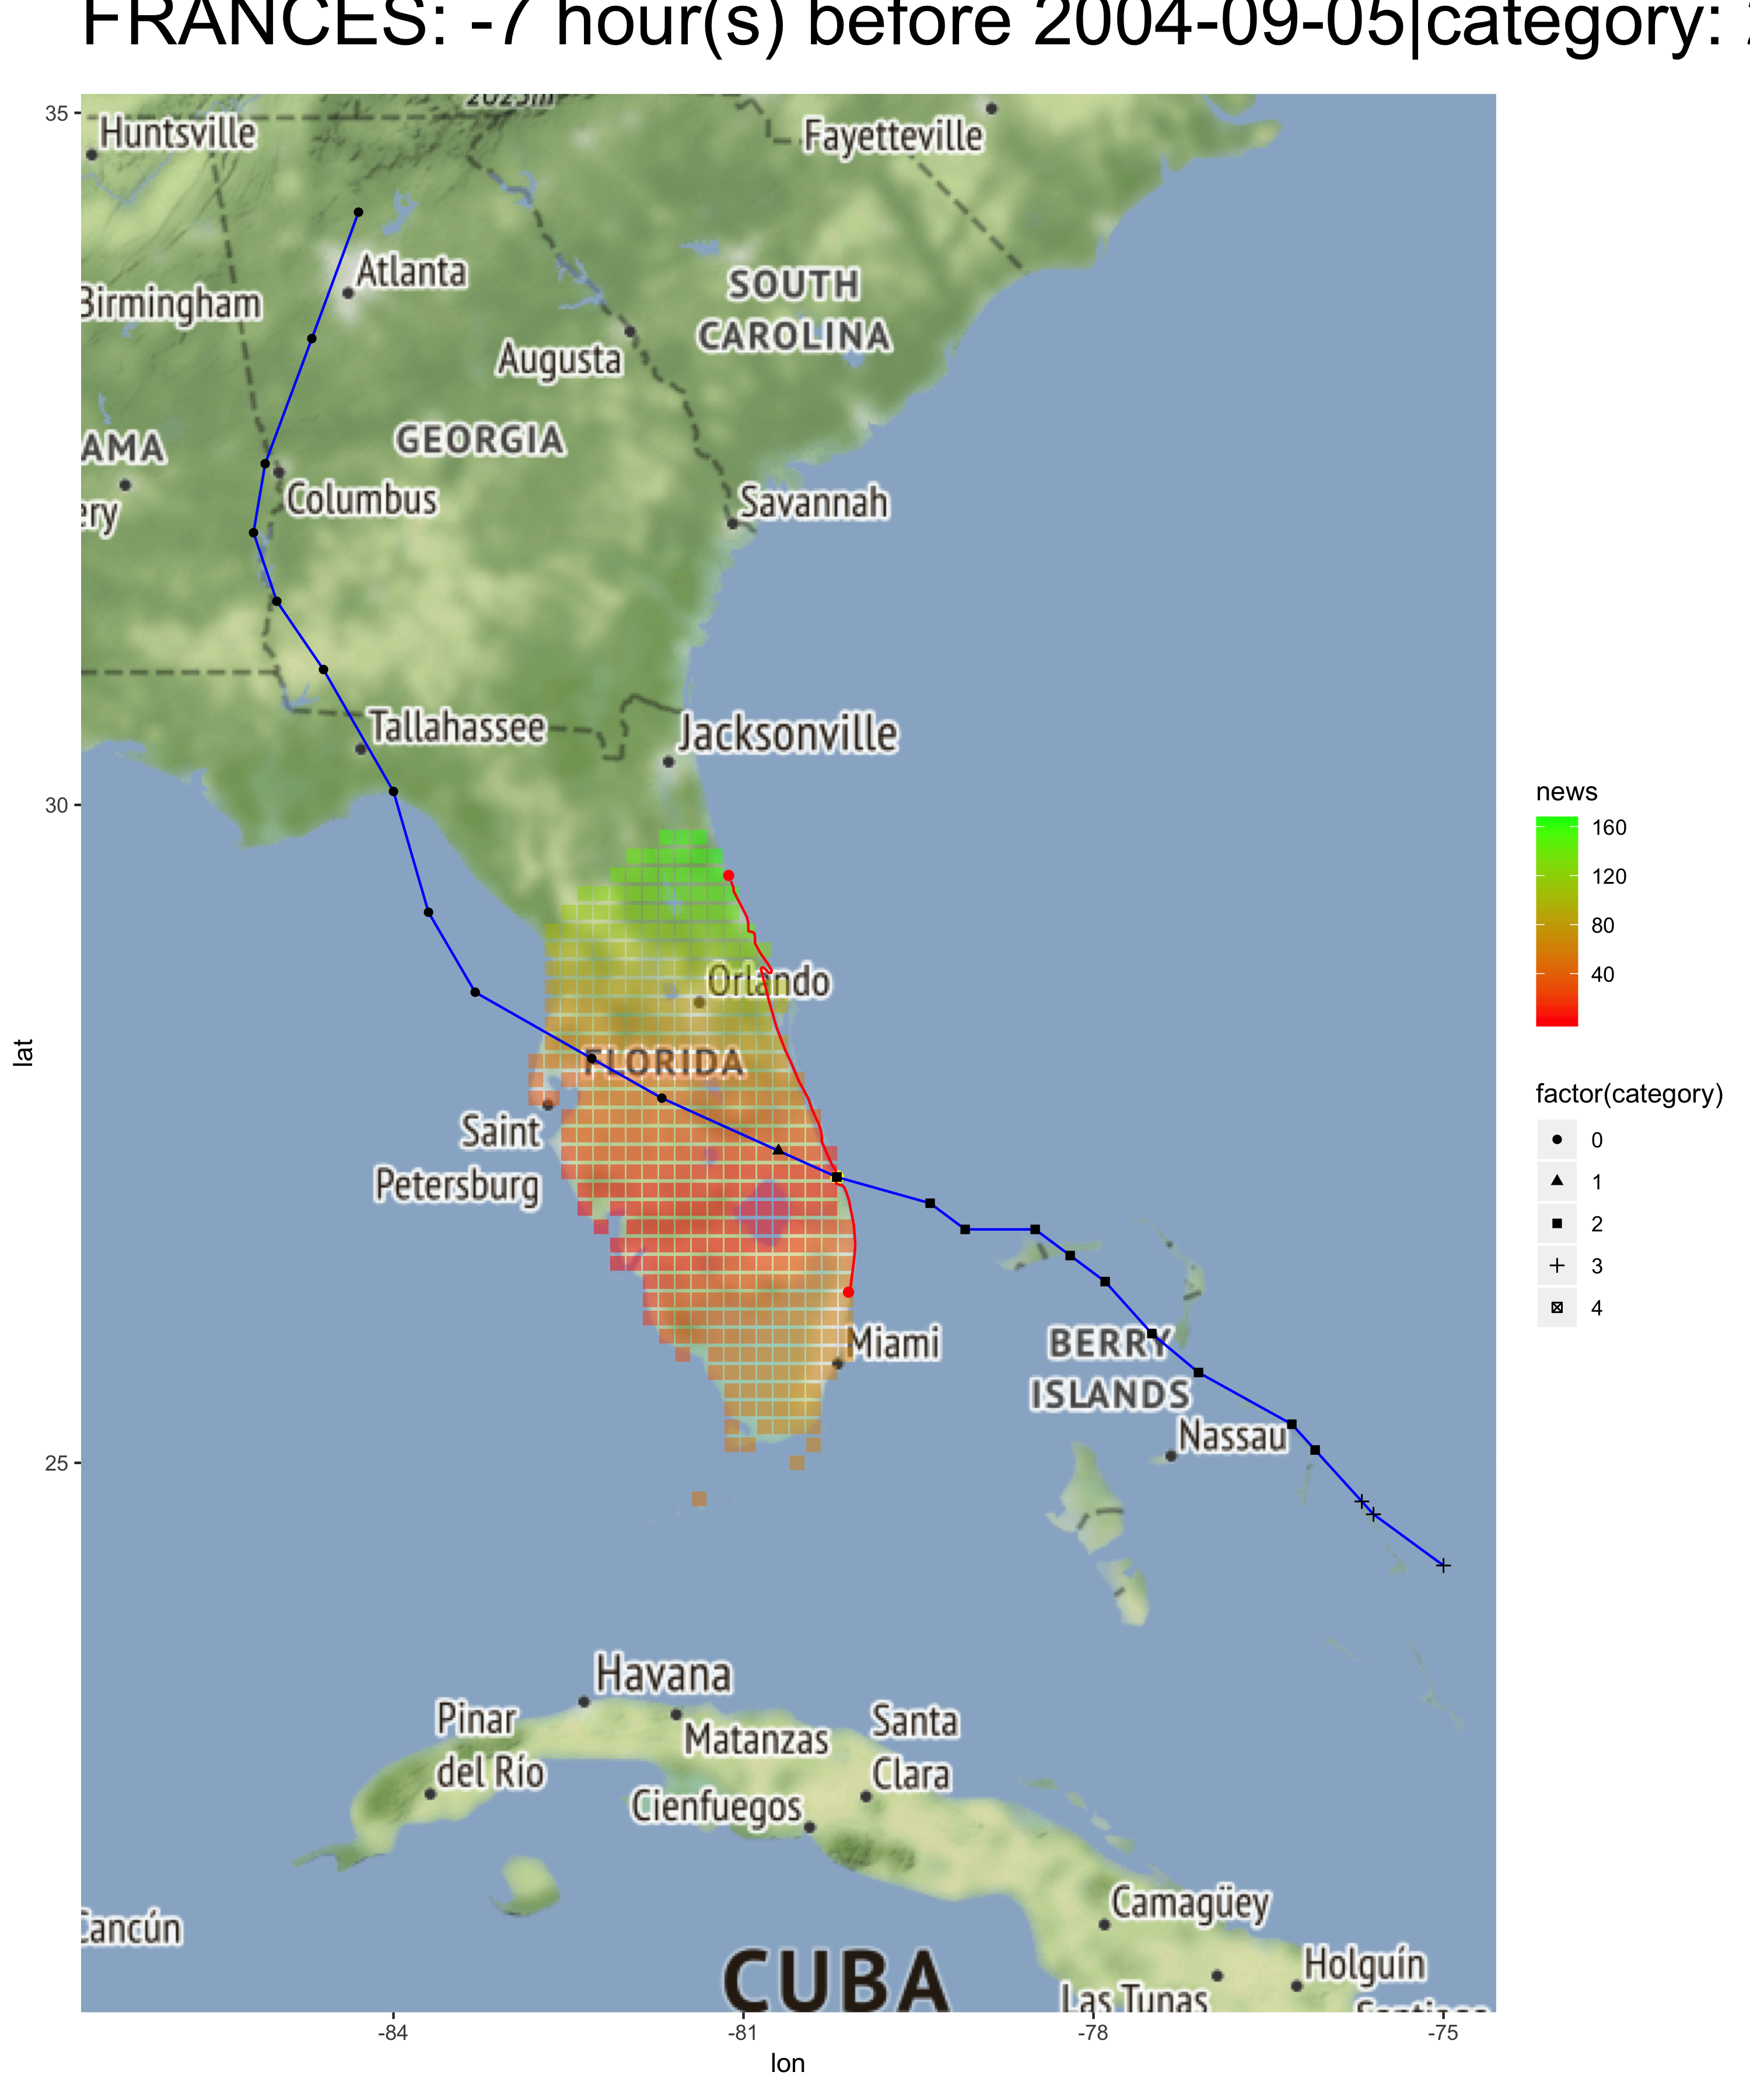 FRANCES: -7 hour(s) before 2004-09-05|category:
2025m
35
Huntsville
Fayetteville
Atlanta
Birmingham
SOUTH
CAROLINA
Augusta
GEORGIA
AMA
Columbus
ery
Savannah
Tallahassee
Jacksonville
30
news
160
120
80
40
Orlando
lat
FLORIDA
factor(category)
0
1
2
3
4
Saint
Petersburg
Miami
BERRY
ISLANDS
Nassau
25
Havana
Pinar
del Río
Matanzas
Santa
Clara
Cienfuegos
Camagüey
Cancún
CUBA
Holguín
Las Tunas
-84
-81
-78
-75
lon